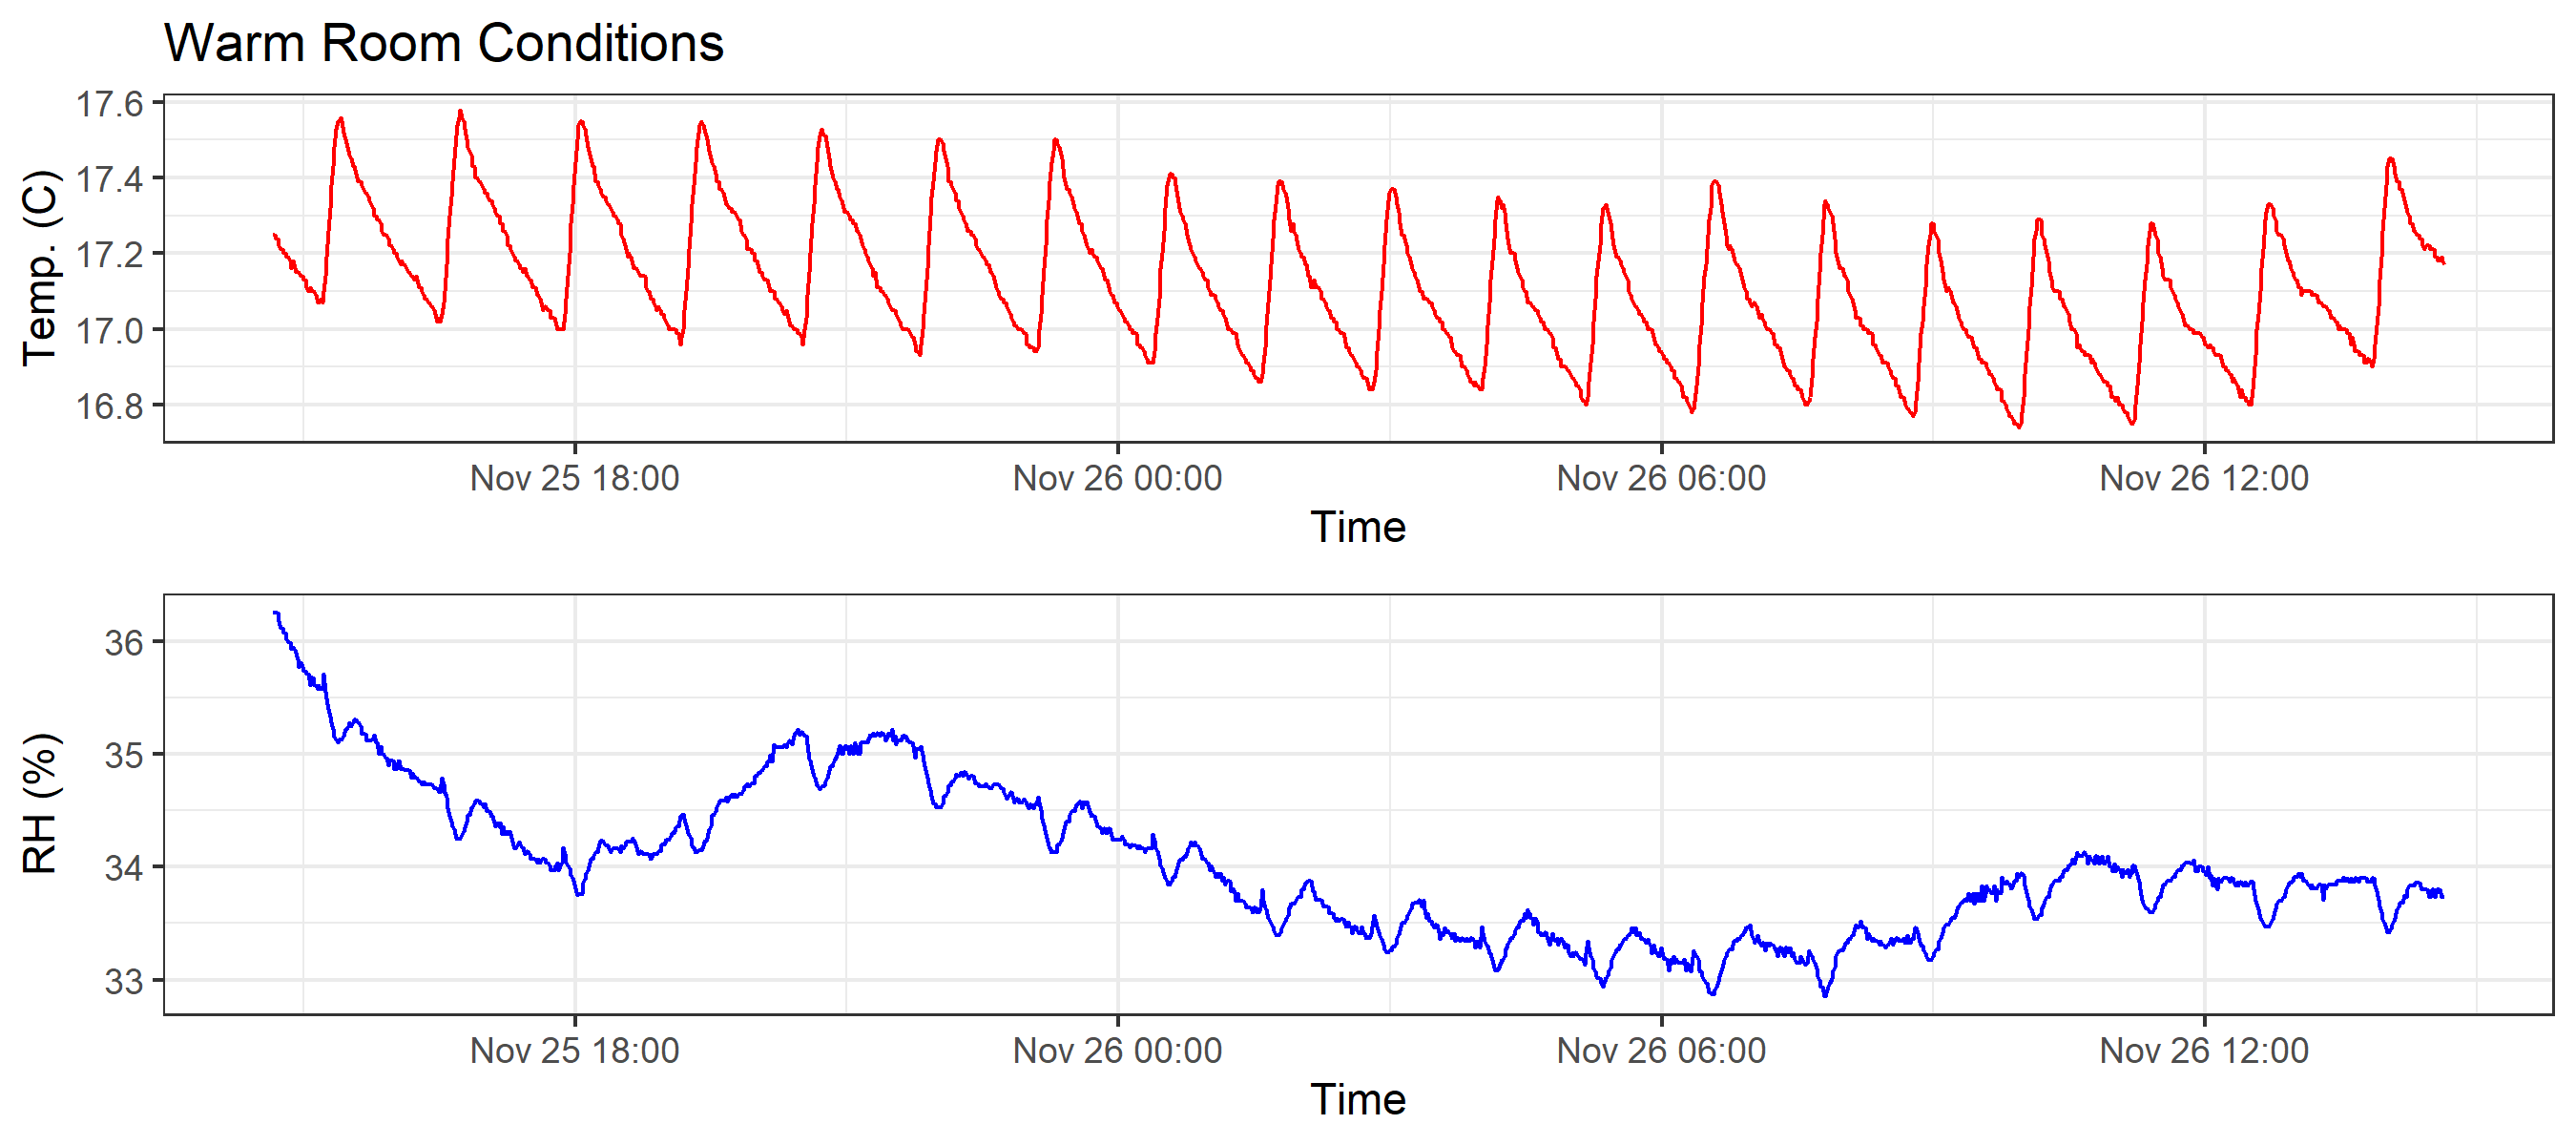 Warm Room Conditions
Temp. (C)
17.6
17.4
17.2
17.0
16.8
Nov 25 18:00 Nov 26 00:00 Nov 26 06:00 Nov 26 12:00
Time
RH (%)
36
35
34
33
Nov 25 18:00 Nov 26 00:00 Nov 26 06:00 Nov 26 12:00
Time